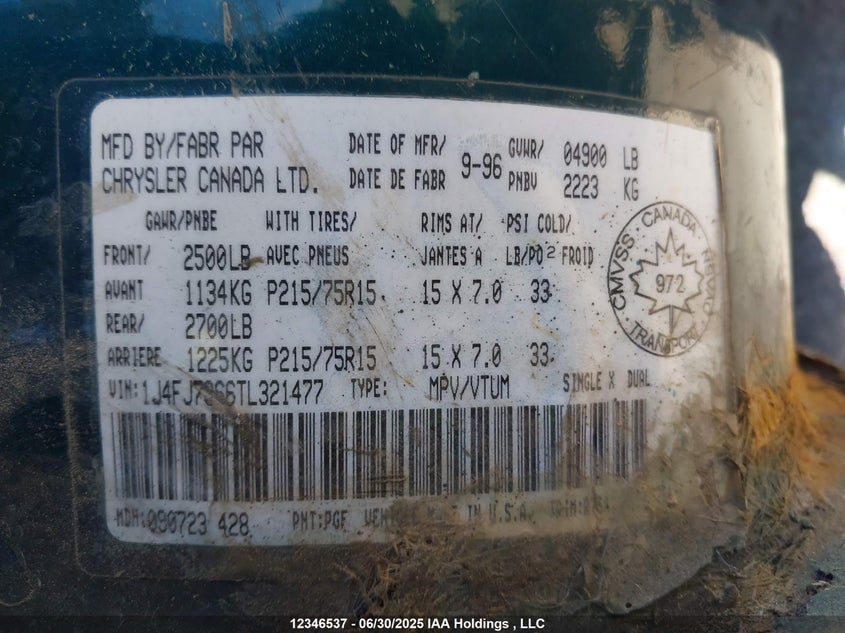 MFD BY/FABR PAR DATE OF MFR/ 9-96 GVWR/ 04900 LB
CHRYSLER CANADA LTD. DATE DE FABR PNBV 2223 KG
GAWR/PNBE WITH TIRES/ RIMS AT/ PSI COLD/
FRONT/ 2500LB AVEC PNEUS JANTES A LB/PO² FROID
AVANT 1134KG P215/75R15 15 X 7.0 33
REAR/ 2700LB
ARRIERE 1225KG P215/75R15 15 X 7.0 33
CANADA
CMVSS NSVAC
972
TRANSPORT
VIN: TYPE: MPV/VTUM SINGLE X DUAL
MDH:090723 428 PNT:PGF IN U.S.A. TRIM:
12346537 - 06/30/2025 IAA Holdings , LLC